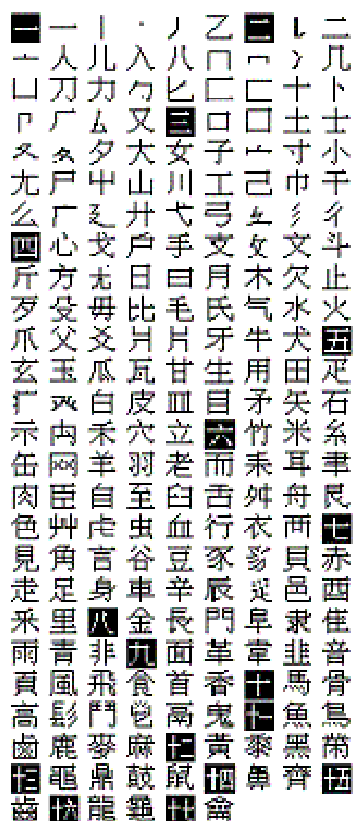 一 一 丨 丶 丿 乙 二 亅 二
亠 人 儿 入 八 冂 冖 冫 几
凵 刀 力 勹 匕 匚 匸 十 卜
卩 厂 厶 又 三 口 囗 土 士
夂 夊 夕 大 女 子 宀 寸 小
尢 尸 屮 山 川 工 己 巾 干
幺 广 廴 廾 弋 弓 彐 彡 彳
四 心 戈 戶 手 支 攴 文 斗
斤 方 无 日 曰 月 木 欠 止
歹 殳 毋 比 毛 氏 气 水 火
爪 父 爻 爿 片 牙 牛 犬 五
玄 玉 瓜 瓦 甘 生 用 田 疋
疒 癶 白 皮 皿 目 矛 矢 石
示 禸 禾 穴 立 六 竹 米 糸
缶 网 羊 羽 老 而 耒 耳 聿
肉 臣 自 至 臼 舌 舛 舟 艮
色 艸 虍 虫 血 行 衣 襾 七
見 角 言 谷 豆 豕 豸 貝 赤
走 足 身 車 辛 辰 辵 邑 酉
釆 里 八 金 長 門 阜 隶 隹
雨 青 非 九 面 革 韋 韭 音
頁 風 飛 食 首 香 十 馬 骨
高 髟 鬥 鬯 鬲 鬼 十一 魚 鳥
鹵 鹿 麥 麻 十二 黃 黍 黑 黹
十三 黽 鼎 鼓 鼠 十四 鼻 齊 十五
齒 十六 龍 龜 十七 龠